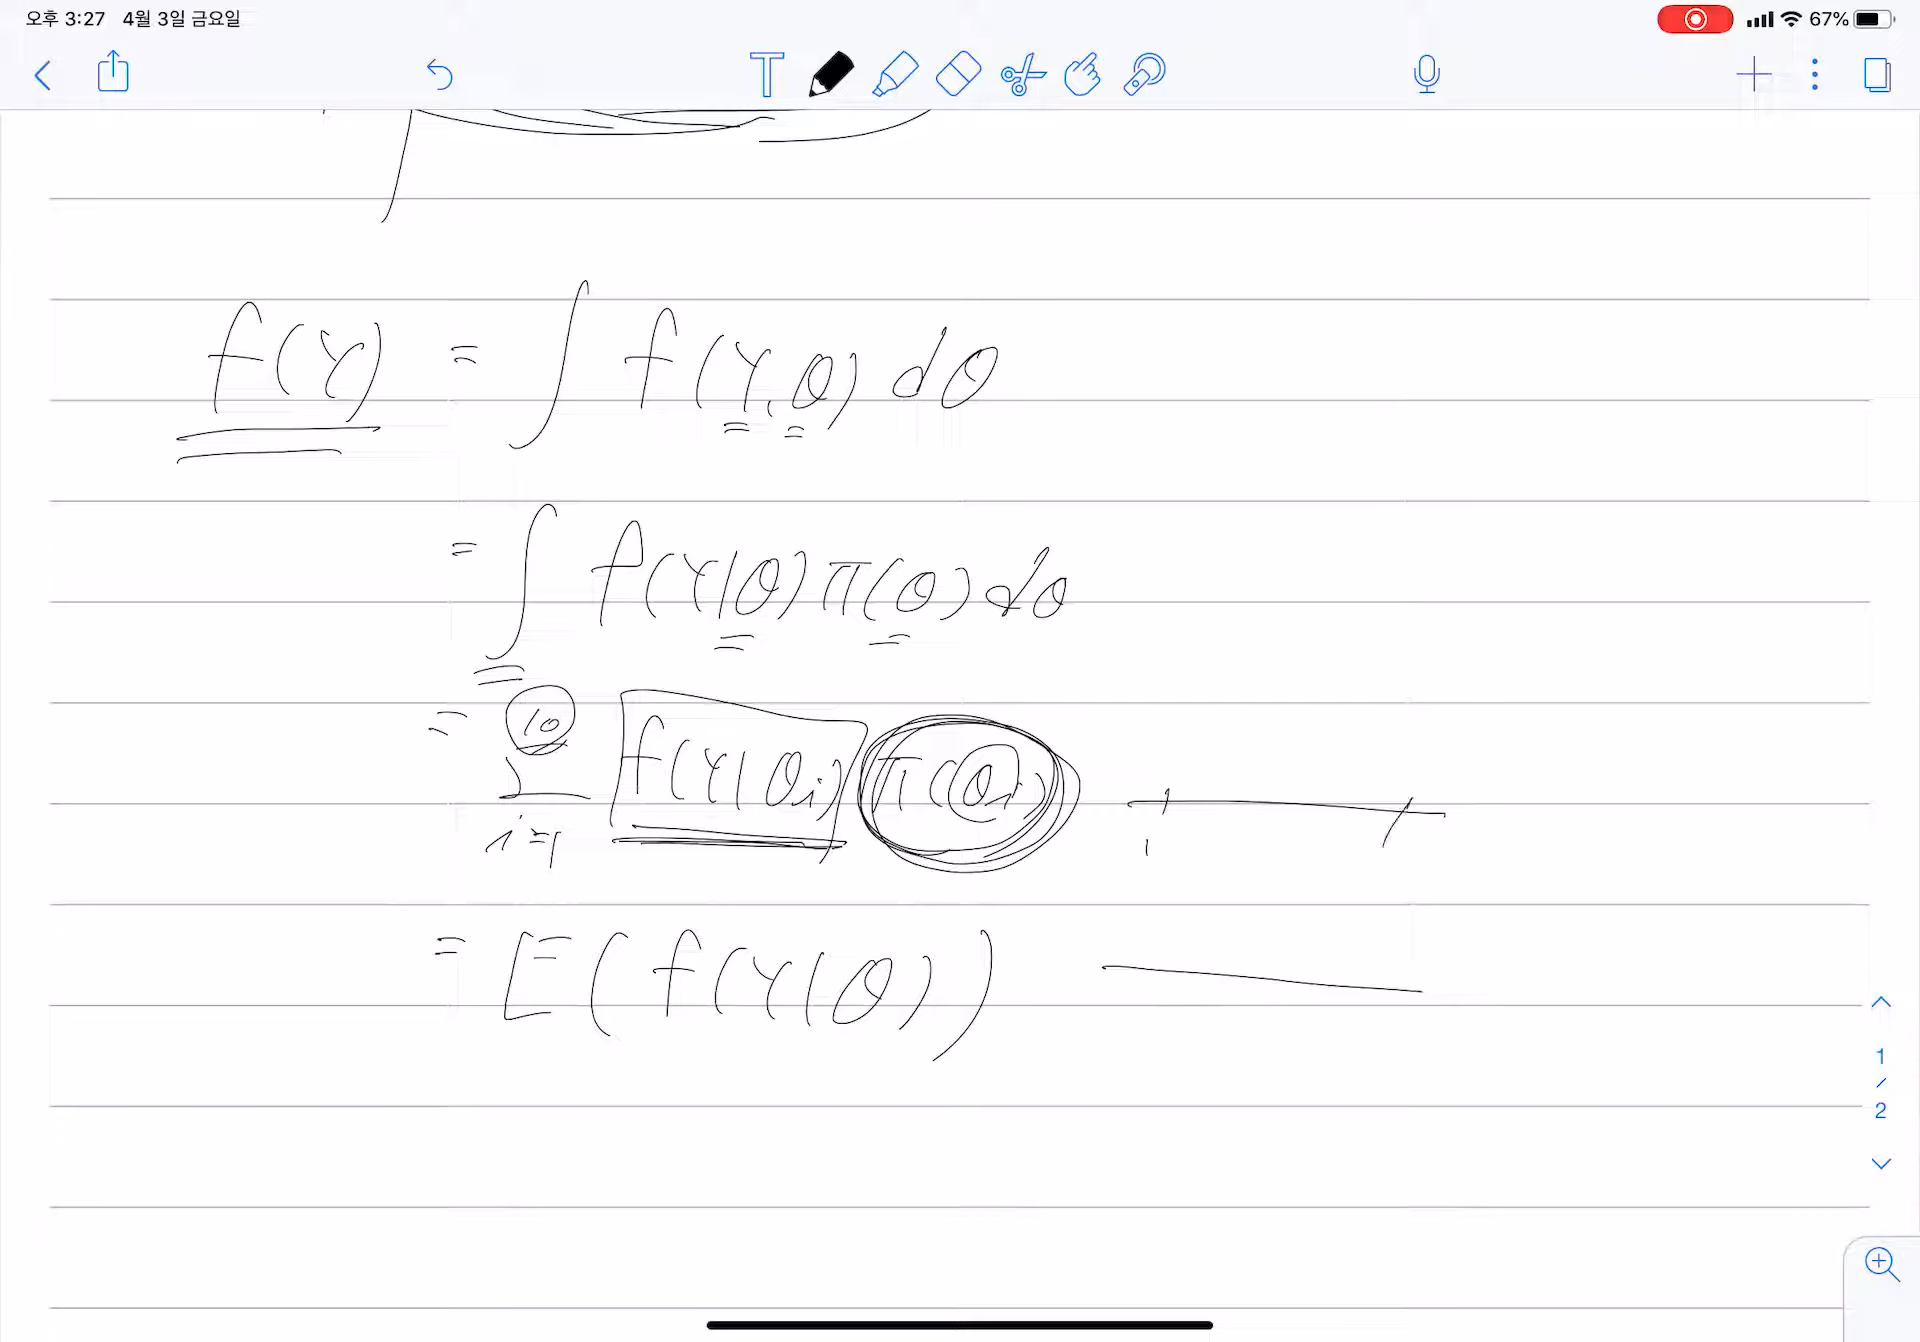 오후 3:27 4월 3일 금요일 67%
T
f(Y) = ∫ f(Y, θ) dθ
= ∫ f(Y|θ) π(θ) dθ
= 10 Σ i=1 f(Y|θi) π(θi)
= E(f(Y|θ))
1
/
2